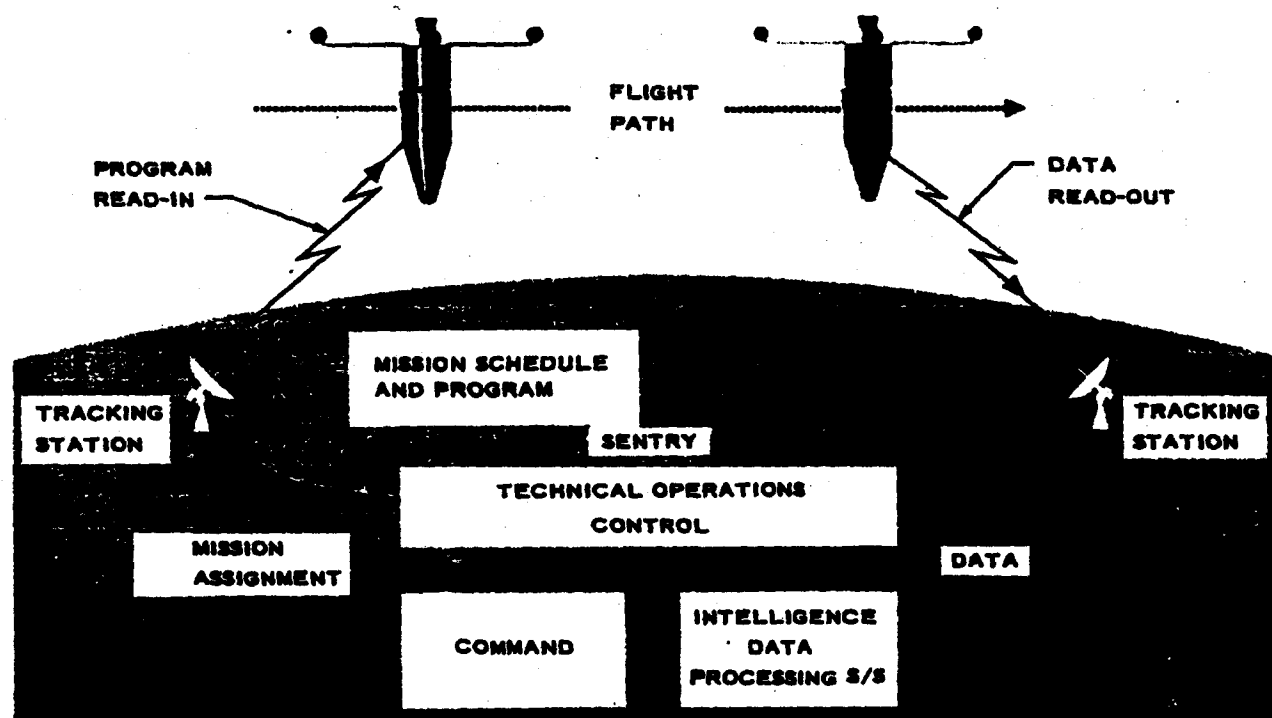 FLIGHT
PATH
PROGRAM
READ-IN
DATA
READ-OUT
MISSION SCHEDULE
AND PROGRAM
TRACKING
STATION
TRACKING
STATION
SENTRY
TECHNICAL OPERATIONS
CONTROL
MISSION
ASSIGNMENT
DATA
COMMAND
INTELLIGENCE
DATA
PROCESSING S/S